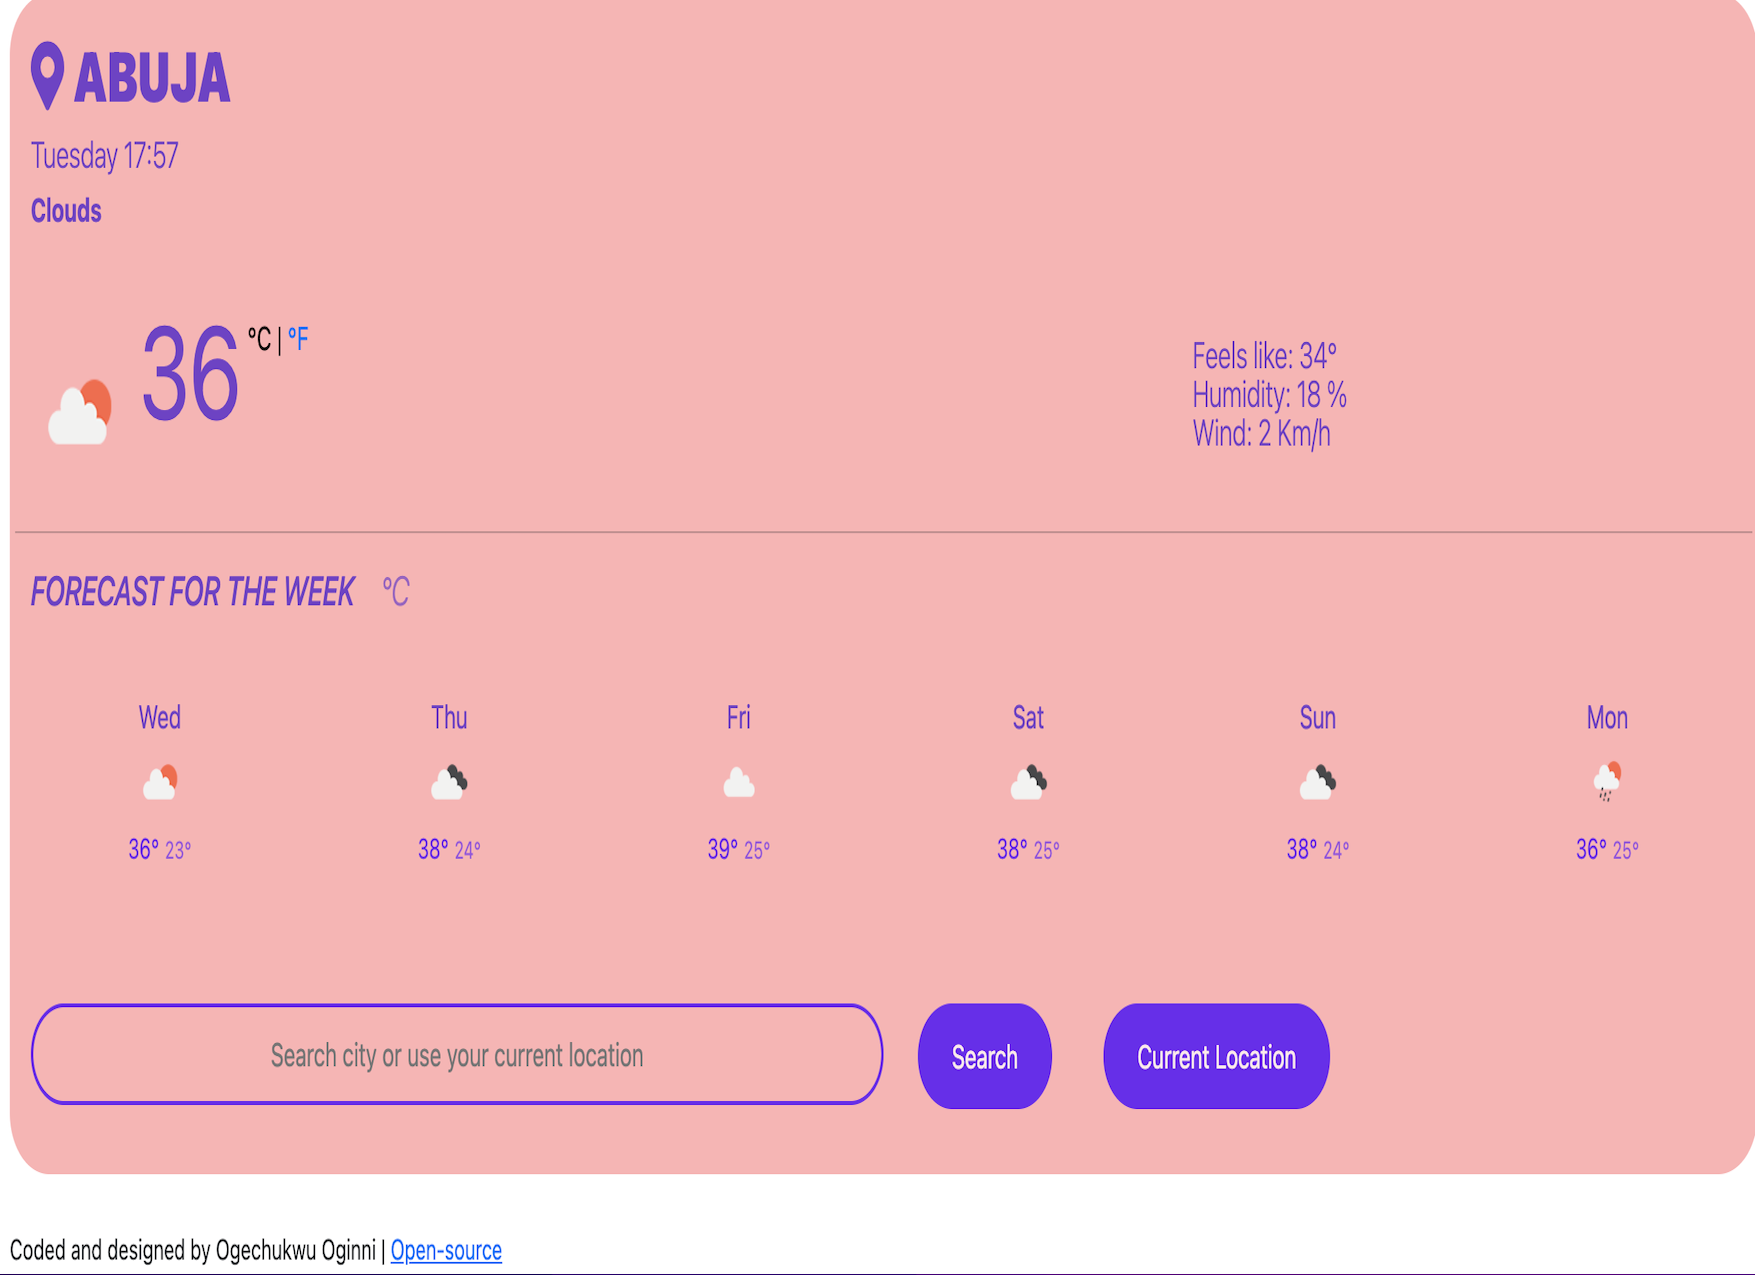 ABUJA
Tuesday 17:57
Clouds
36 °C | °F
Feels like: 34°
Humidity: 18 %
Wind: 2 Km/h
FORECAST FOR THE WEEK °C
Wed Thu Fri Sat Sun Mon
36° 23° 38° 24° 39° 25° 38° 25° 38° 24° 36° 25°
Search city or use your current location Search Current Location
Coded and designed by Ogechukwu Oginni | Open-source